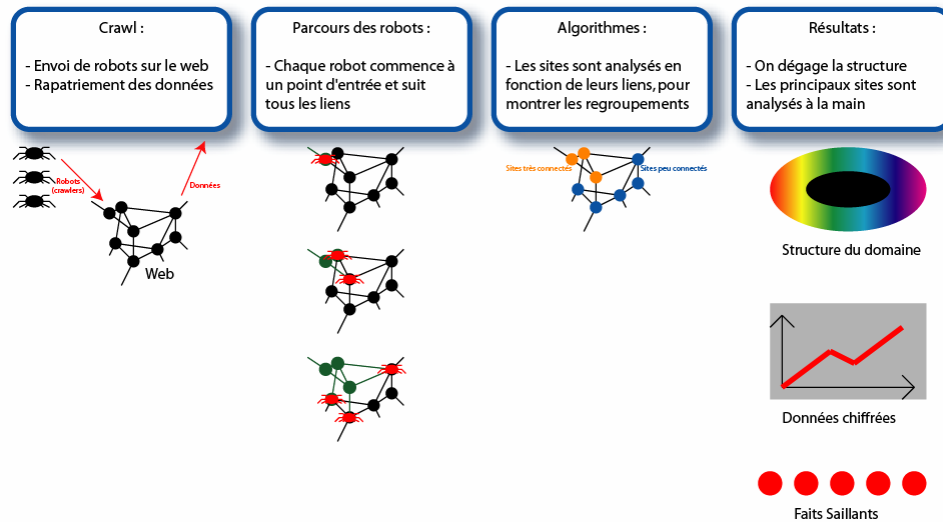 Crawl :
- Envoi de robots sur le web
- Rapatriement des données
Parcours des robots :
- Chaque robot commence à
un point d'entrée et suit
tous les liens
Algorithmes :
- Les sites sont analysés en
fonction de leurs liens, pour
montrer les regroupements
Résultats :
- On dégage la structure
- Les principaux sites sont
analysés à la main
Robots
(crawlers)
Données
Web
Sites très connectés
Sites peu connectés
Structure du domaine
Données chiffrées
Faits Saillants